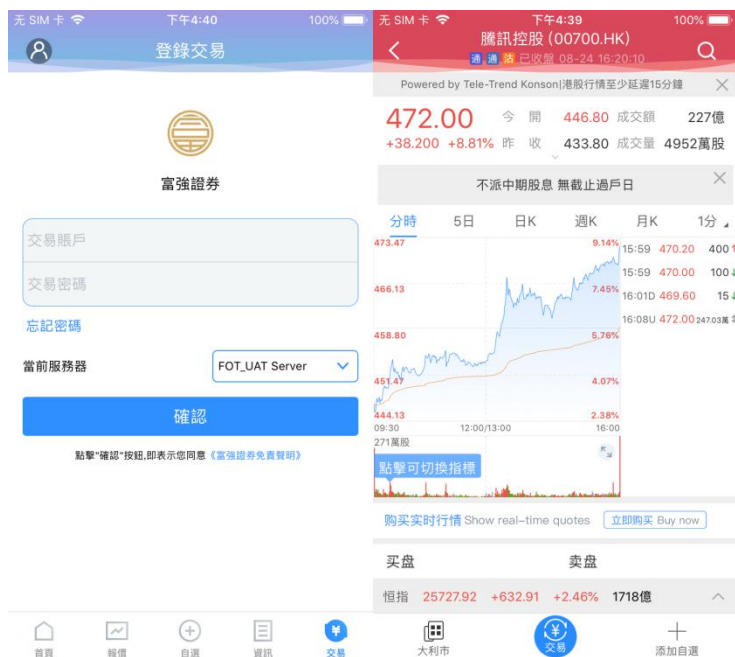 无 SIM 卡
下午4:40
100%
登錄交易
富強證券
交易賬戶
交易密碼
忘記密碼
當前服務器
FOT_UAT Server
確認
點擊"確認"按鈕,即表示您同意《富強證券免責聲明》
首頁
報價
自選
資訊
交易
无 SIM 卡
下午4:39
100%
騰訊控股 (00700.HK)
通 通 沽 已收盤 08-24 16:20:10
Powered by Tele-Trend Konson|港股行情至少延遲15分鐘
472.00 今 開 446.80 成交額 227億
+38.200 +8.81% 昨 收 433.80 成交量 4952萬股
不派中期股息 無截止過戶日
分時 5日 日K 週K 月K 1分
473.47 9.14%
466.13 7.45%
458.80 5.76%
451.47 4.07%
444.13 2.38%
09:30 12:00/13:00 16:00
15:59 470.20 400
15:59 470.00 100
16:01D 469.60 15
16:08U 472.00 247.03萬
271萬股
點擊可切換指標
购买实时行情 Show real-time quotes 立即购买 Buy now
买盘 卖盘
恒指 25727.92 +632.91 +2.46% 1718億
大利市
交易
添加自選